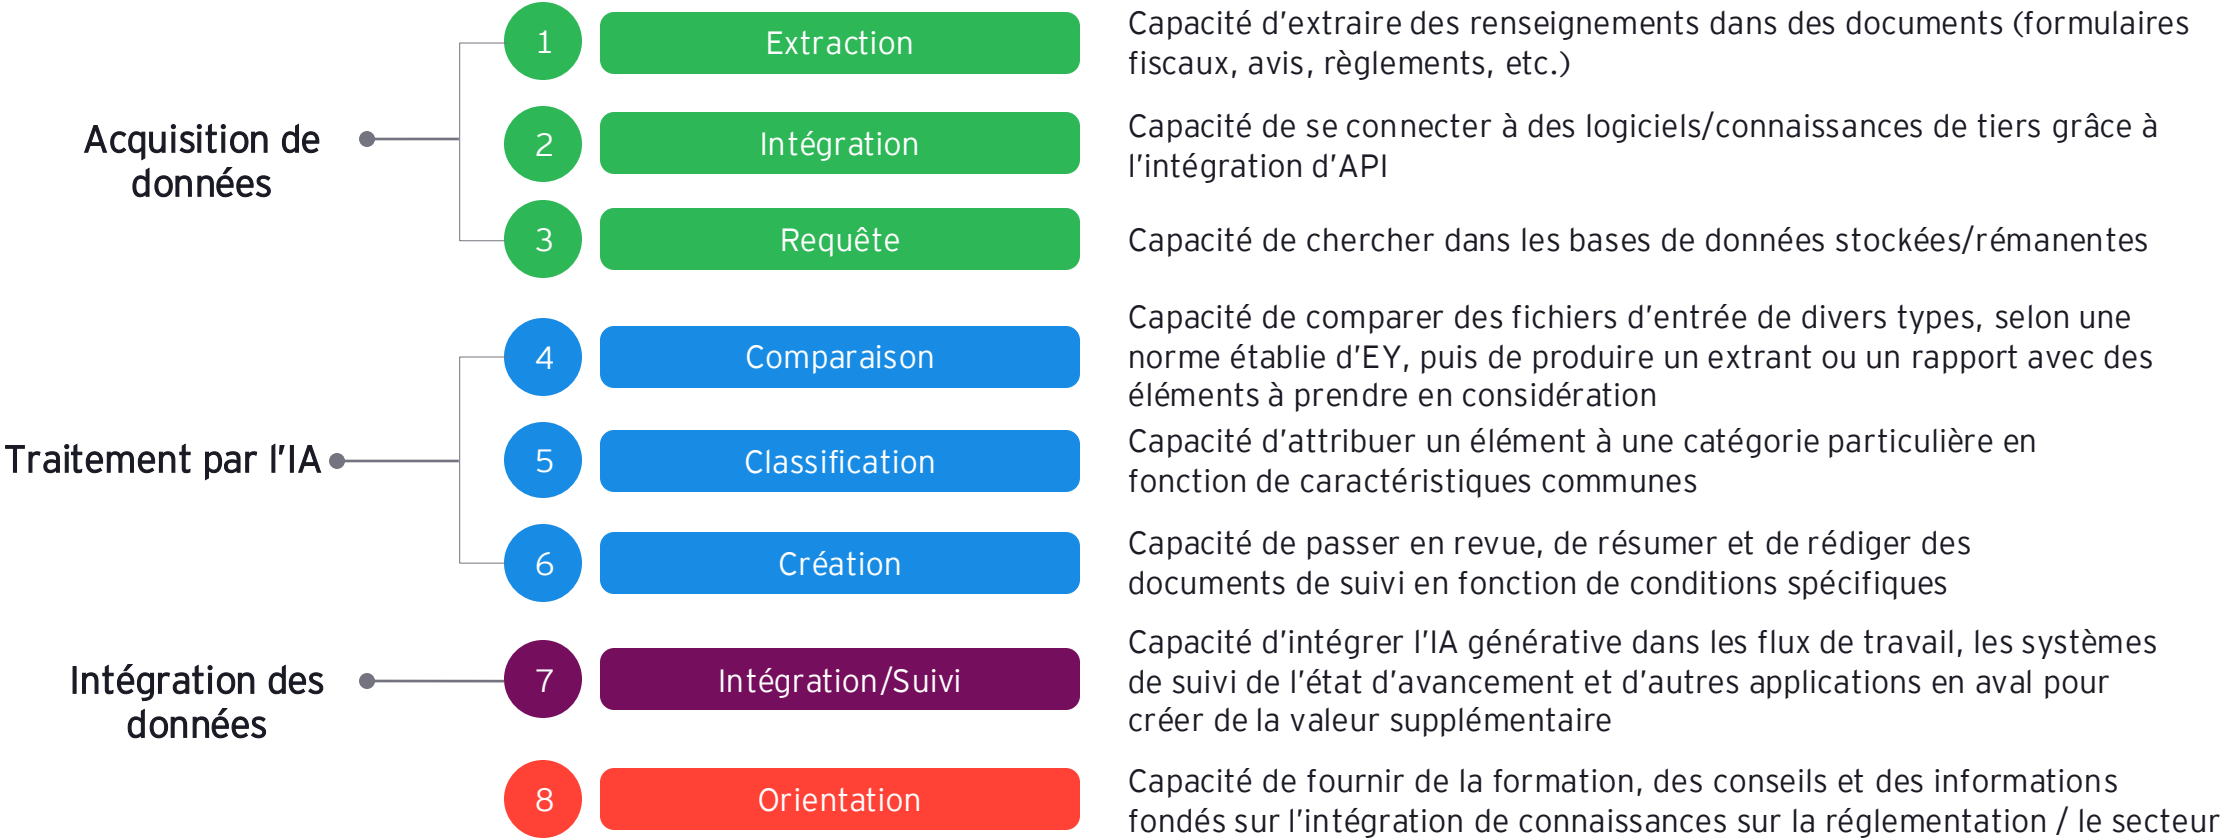 Acquisition de
données
1
Extraction
Capacité d’extraire des renseignements dans des documents (formulaires
fiscaux, avis, règlements, etc.)
2
Intégration
Capacité de se connecter à des logiciels/connaissances de tiers grâce à
l’intégration d’API
3
Requête
Capacité de chercher dans les bases de données stockées/rémanentes
Traitement par l’IA
4
Comparaison
Capacité de comparer des fichiers d’entrée de divers types, selon une
norme établie d’EY, puis de produire un extrant ou un rapport avec des
éléments à prendre en considération
5
Classification
Capacité d’attribuer un élément à une catégorie particulière en
fonction de caractéristiques communes
6
Création
Capacité de passer en revue, de résumer et de rédiger des
documents de suivi en fonction de conditions spécifiques
Intégration des
données
7
Intégration/Suivi
Capacité d’intégrer l’IA générative dans les flux de travail, les systèmes
de suivi de l’état d’avancement et d’autres applications en aval pour
créer de la valeur supplémentaire
8
Orientation
Capacité de fournir de la formation, des conseils et des informations
fondés sur l’intégration de connaissances sur la réglementation / le secteur